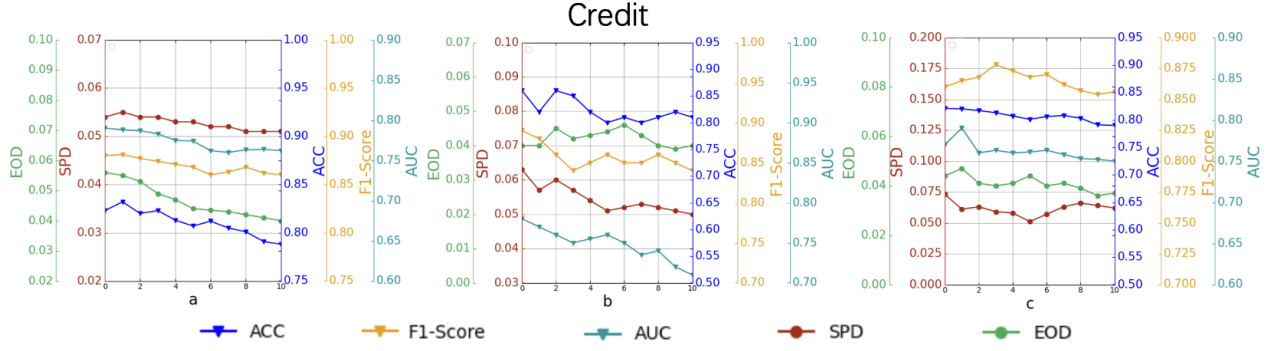 Credit
0.10 0.07 1.00 1.00 0.90
0.09 0.08 0.07 0.06 0.05 0.04 0.03 0.02
0.06 0.05 0.04 0.03 0.02
0.95 0.90 0.85 0.80 0.75
0.95 0.90 0.85 0.80 0.75
0.85 0.80 0.75 0.70 0.65 0.60
EOD SPD ACC F1-Score AUC
0 2 4 6 8 10
a
0.07 0.10 0.95 1.00 1.00
0.06 0.05 0.04 0.03 0.02 0.01 0.00
0.09 0.08 0.07 0.06 0.05 0.04 0.03
0.90 0.85 0.80 0.75 0.70 0.65 0.60 0.55 0.50
0.95 0.90 0.85 0.80 0.75 0.70
0.95 0.90 0.85 0.80 0.75 0.70
EOD SPD ACC F1-Score AUC
0 2 4 6 8 10
b
0.10 0.200 0.95 0.900 0.90
0.08 0.06 0.04 0.02 0.00
0.175 0.150 0.125 0.100 0.075 0.050 0.025 0.000
0.90 0.85 0.80 0.75 0.70 0.65 0.60 0.55 0.50
0.875 0.850 0.825 0.800 0.775 0.750 0.725 0.700
0.85 0.80 0.75 0.70 0.65 0.60
EOD SPD ACC F1-Score AUC
0 2 4 6 8 10
c
ACC F1-Score AUC SPD EOD